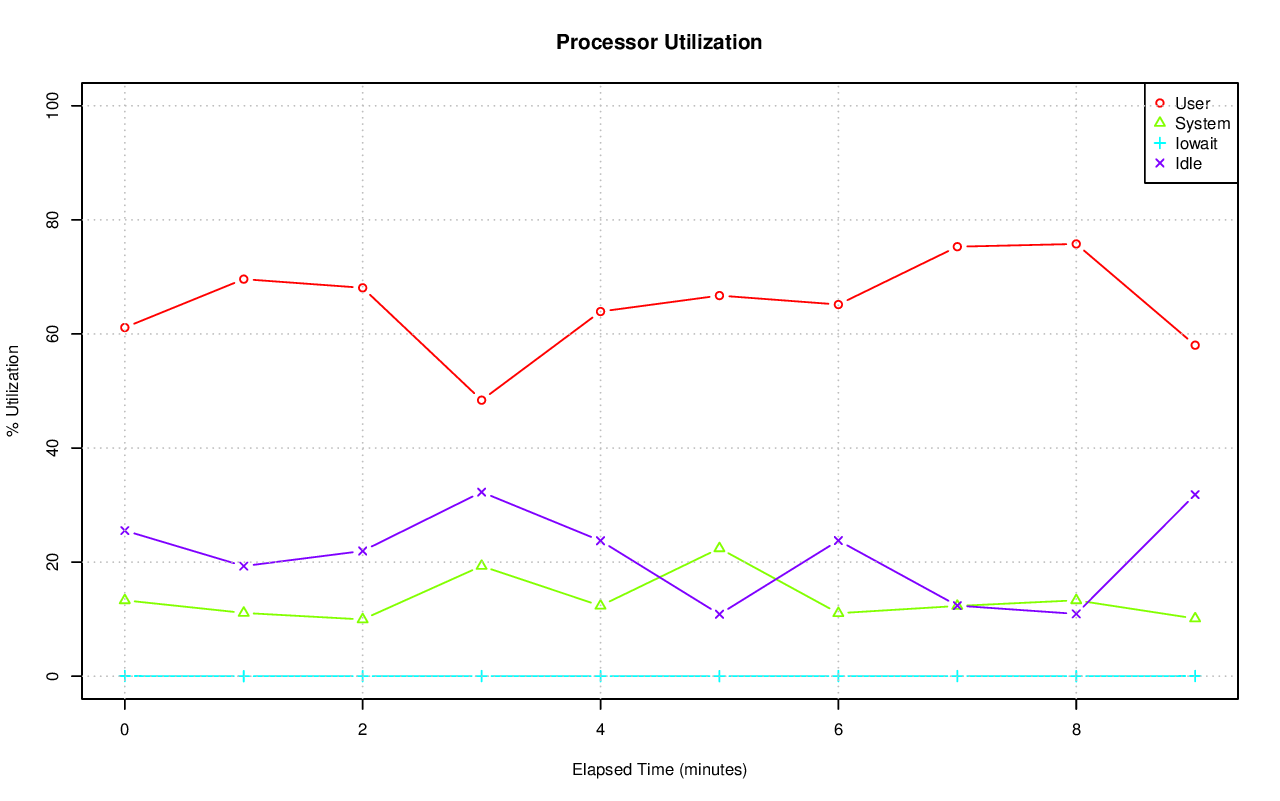 Processor Utilization
User
System
Iowait
Idle
% Utilization
100
80
60
40
20
0
0 2 4 6 8
Elapsed Time (minutes)